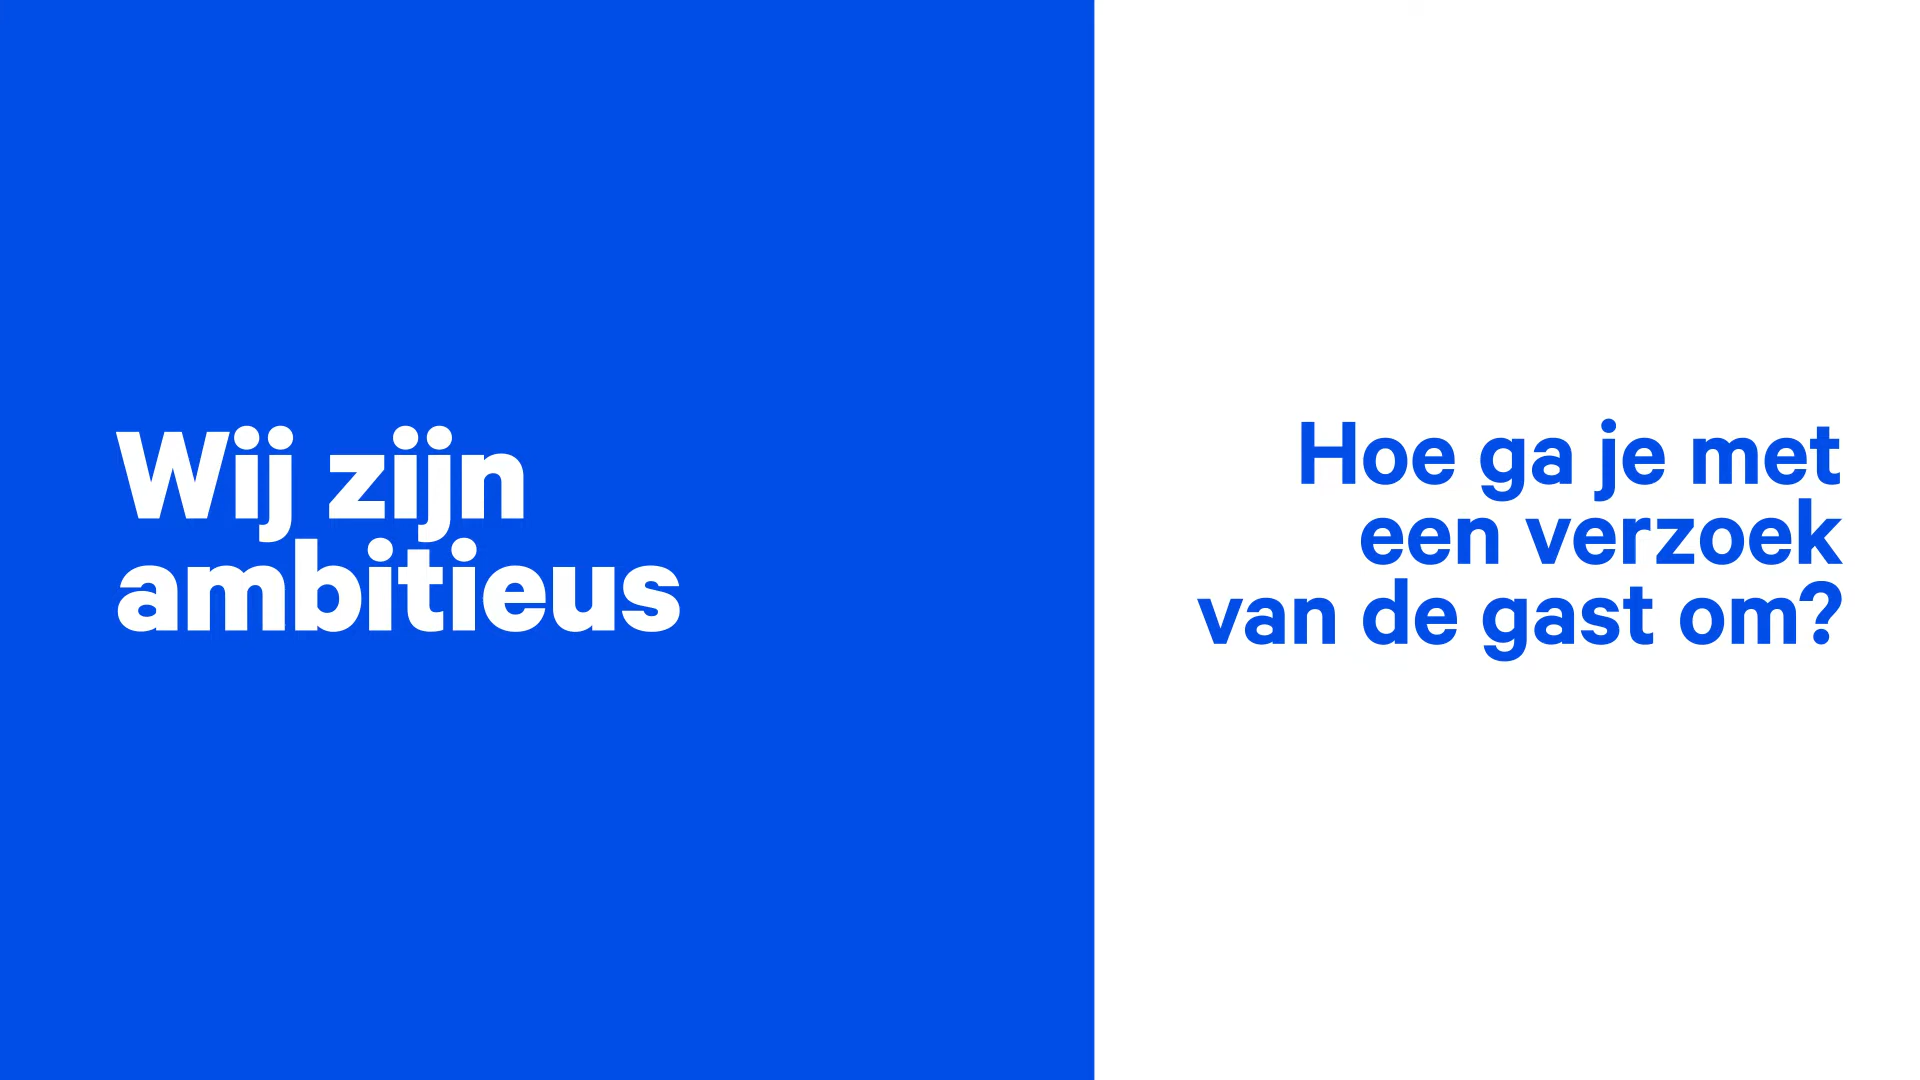 Wij zijn
ambitieus
Hoe ga je met
een verzoek
van de gast om?